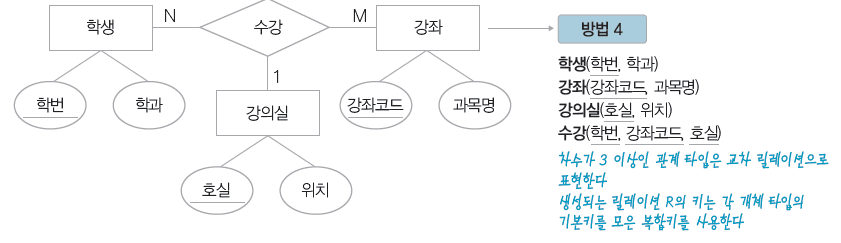 학생
N
수강
M
강좌
방법 4
1
학번
학과
강의실
강좌코드
과목명
호실
위치
학생(학번, 학과)
강좌(강좌코드, 과목명)
강의실(호실, 위치)
수강(학번, 강좌코드, 호실)
차수가 3 이상인 관계 타입은 교차 릴레이션으로
표현한다
생성되는 릴레이션 R의 키는 각 개체 타입의
기본키를 모은 복합키를 사용한다